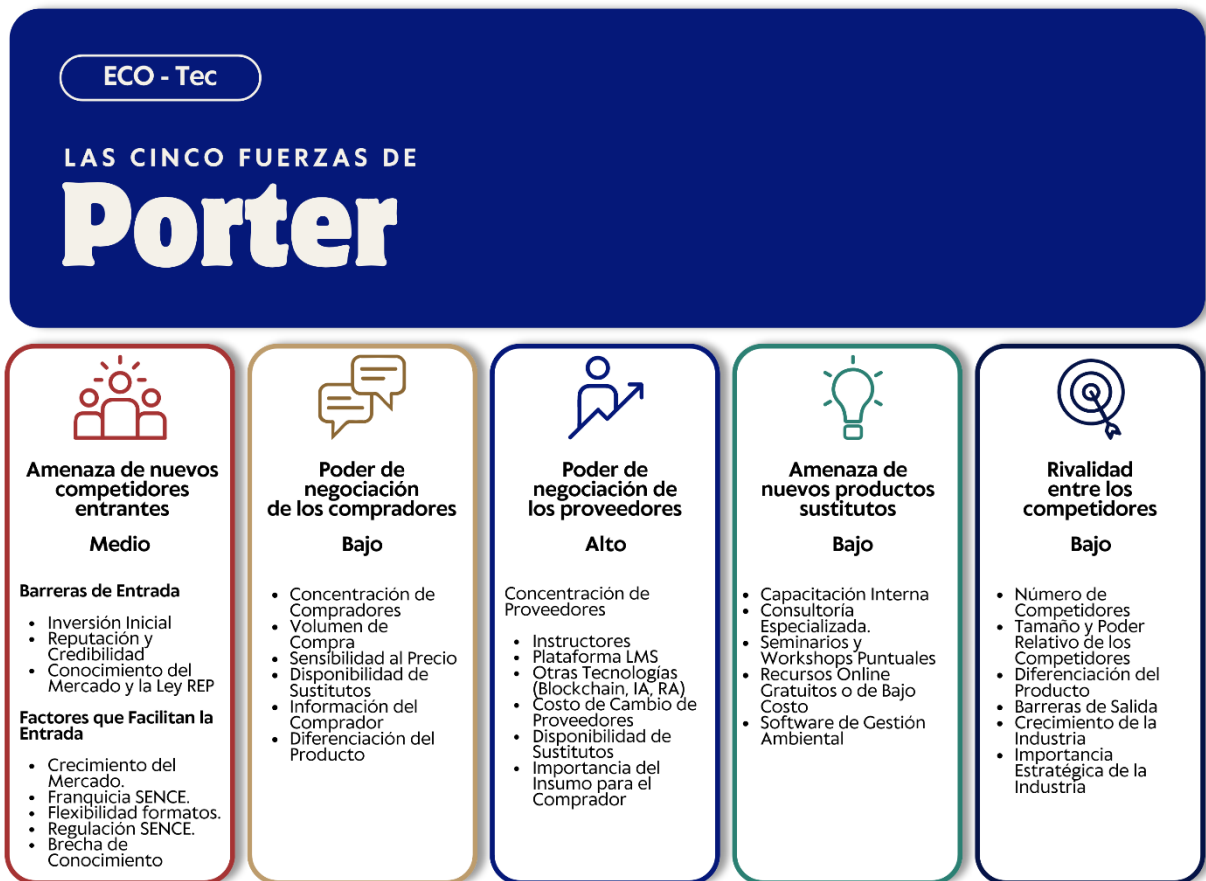 ECO - Tec
LAS CINCO FUERZAS DE
Porter
Amenaza de nuevos
competidores
entrantes
Medio
Barreras de Entrada
• Inversión Inicial
• Reputación y
Credibilidad
• Conocimiento del
Mercado y la Ley REP
Factores que Facilitan la
Entrada
• Crecimiento del
Mercado.
• Franquicia SENCE.
• Flexibilidad formatos.
• Regulación SENCE.
• Brecha de
Conocimiento
Poder de
negociación
de los compradores
Bajo
• Concentración de
Compradores
• Volumen de
Compra
• Sensibilidad al Precio
• Disponibilidad de
Sustitutos
• Información del
Comprador
• Diferenciación del
Producto
Poder de
negociación de
los proveedores
Alto
Concentración de
Proveedores
• Instructores
• Plataforma LMS
• Otras Tecnologías
(Blockchain, IA, RA)
• Costo de Cambio de
Proveedores
• Disponibilidad de
Sustitutos
• Importancia del
Insumo para el
Comprador
Amenaza de
nuevos productos
sustitutos
Bajo
• Capacitación Interna
• Consultoría
Especializada.
• Seminarios y
Workshops Puntuales
• Recursos Online
Gratuitos o de Bajo
Costo
• Software de Gestión
Ambiental
Rivalidad
entre los
competidores
Bajo
• Número de
Competidores
• Tamaño y Poder
Relativo de los
Competidores
• Diferenciación del
Producto
• Barreras de Salida
• Crecimiento de la
Industria
• Importancia
Estratégica de la
Industria